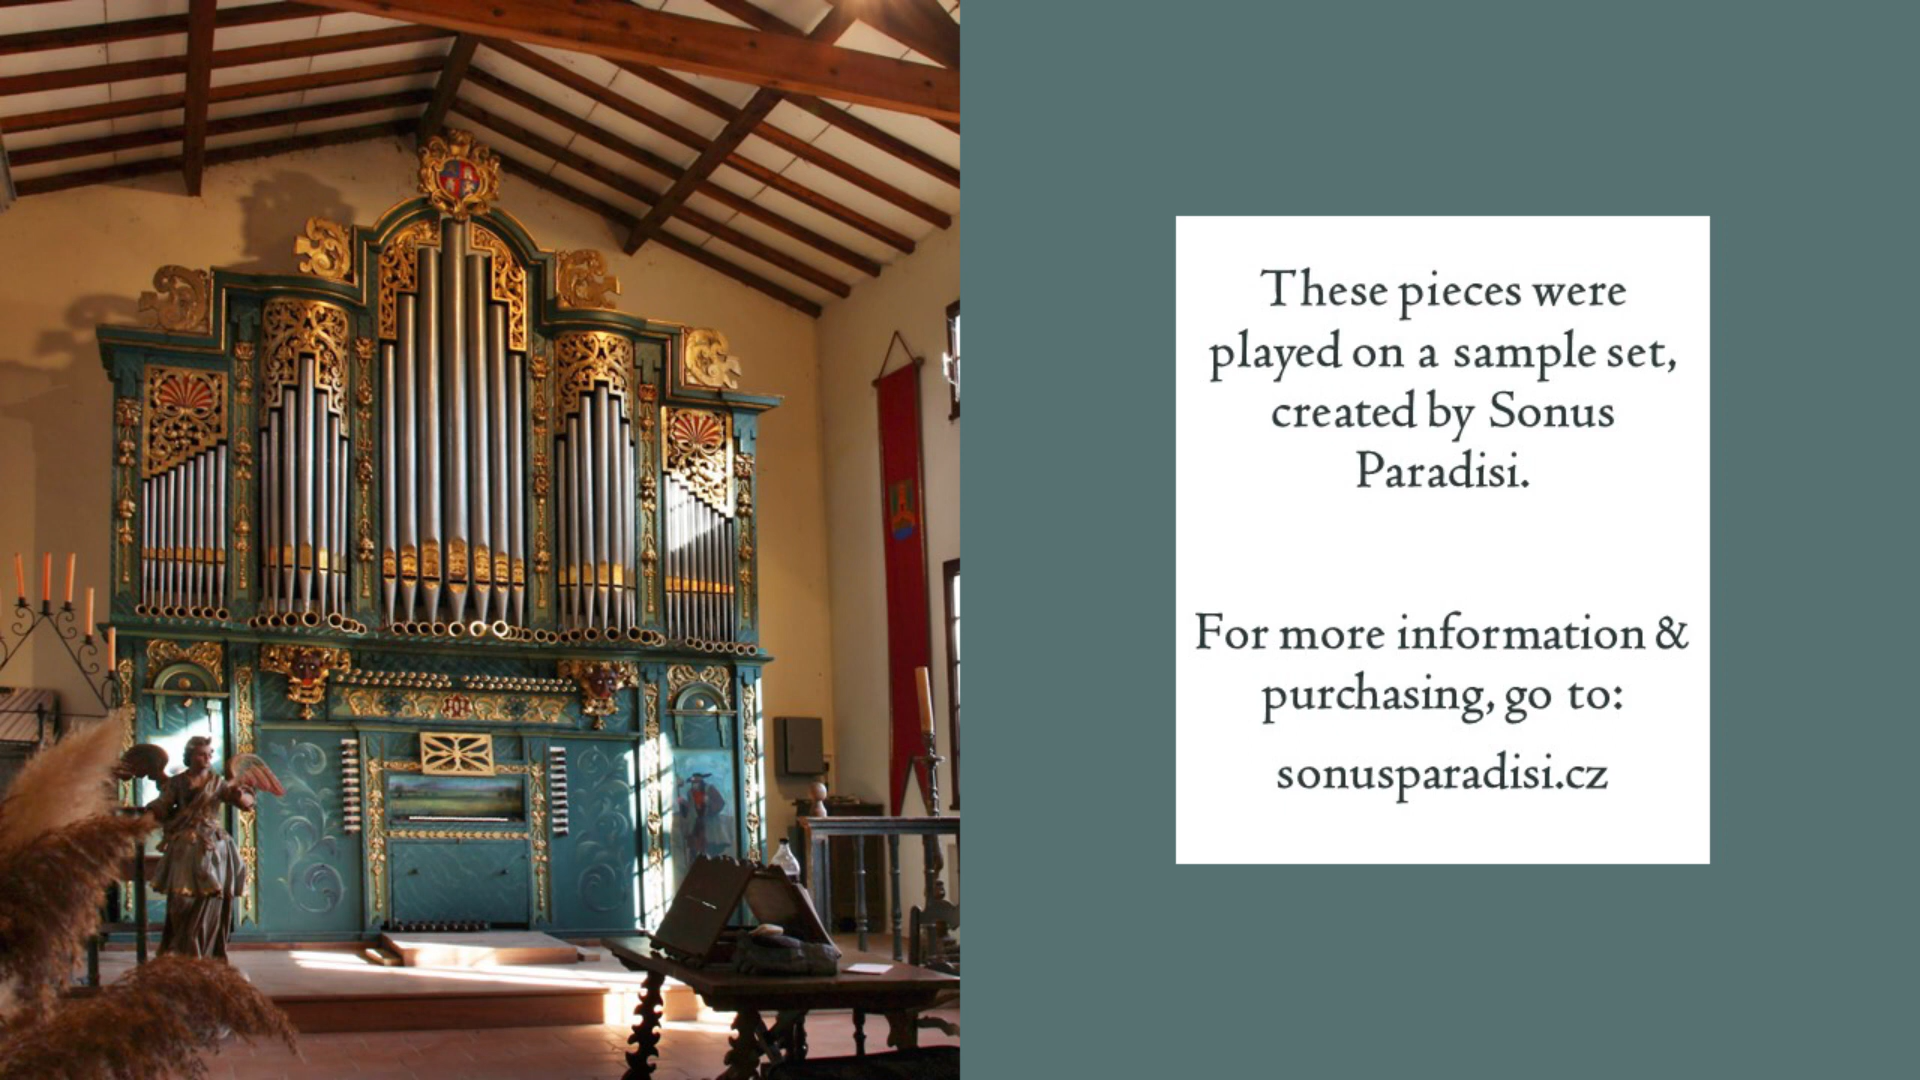 These pieces were
played on a sample set,
created by Sonus
Paradisi.
For more information &
purchasing, go to:
sonusparadisi.cz